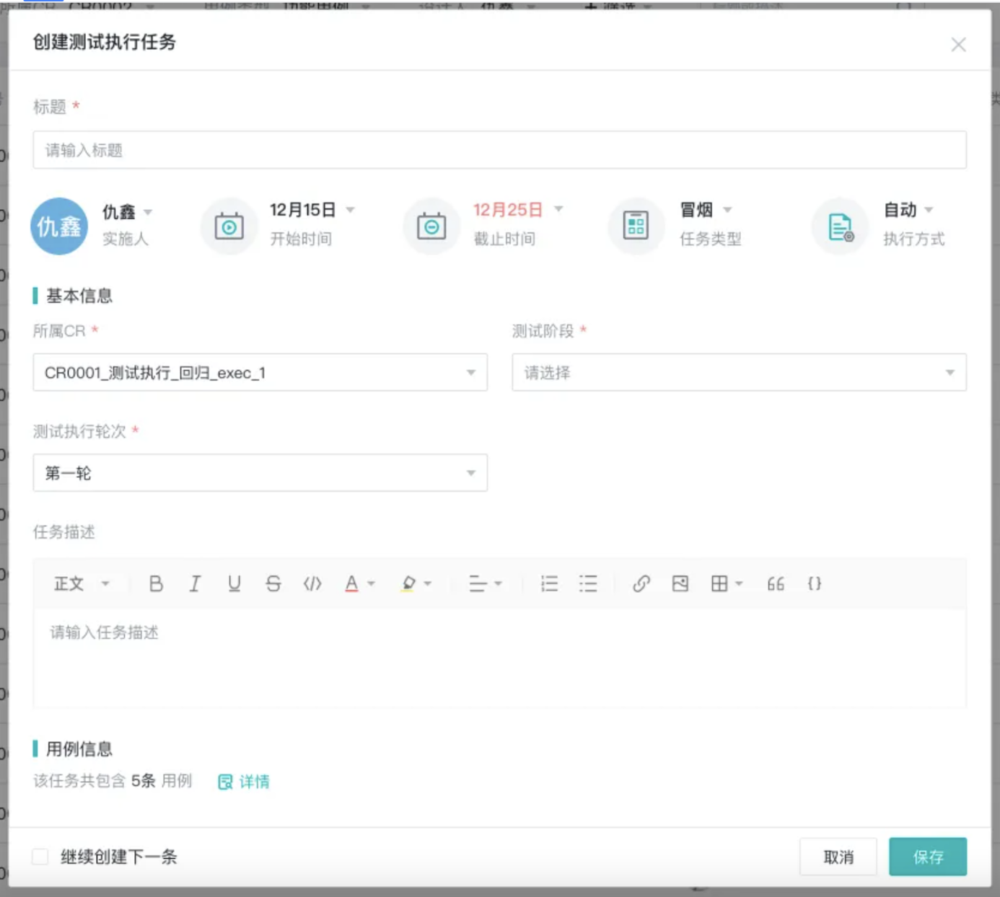 创建测试执行任务
标题 *
请输入标题
仇鑫
仇鑫
实施人
12月15日
开始时间
12月25日
截止时间
冒烟
任务类型
自动
执行方式
基本信息
所属CR *
CR0001_测试执行_回归_exec_1
测试阶段 *
请选择
测试执行轮次 *
第一轮
任务描述
正文
请输入任务描述
用例信息
该任务共包含 5条 用例 详情
继续创建下一条
取消
保存